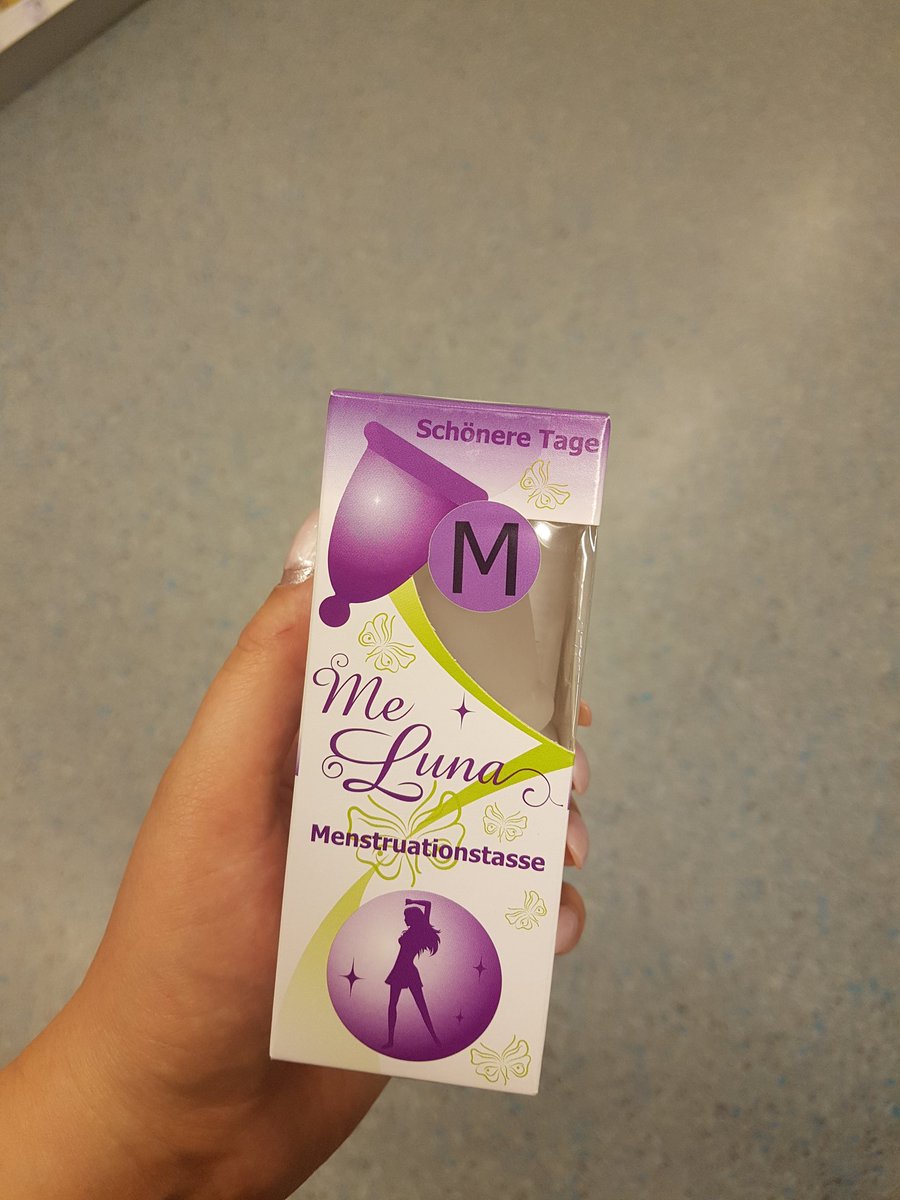 Schönere Tage
M
Me
Luna
Menstruationstasse